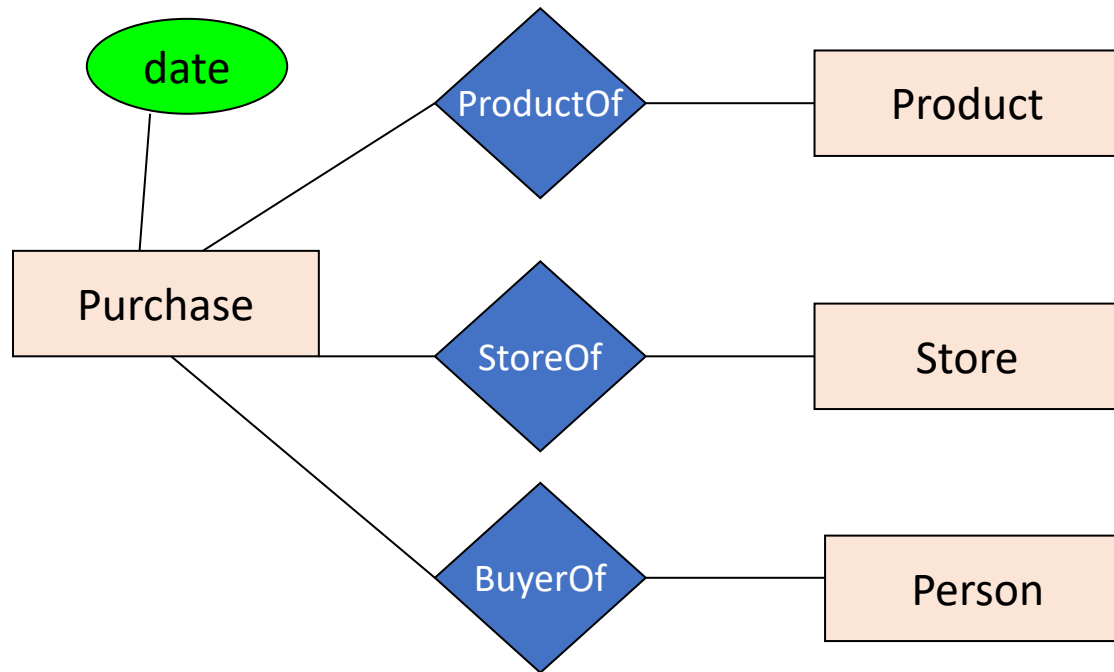 date
ProductOf
Product
Purchase
StoreOf
Store
BuyerOf
Person